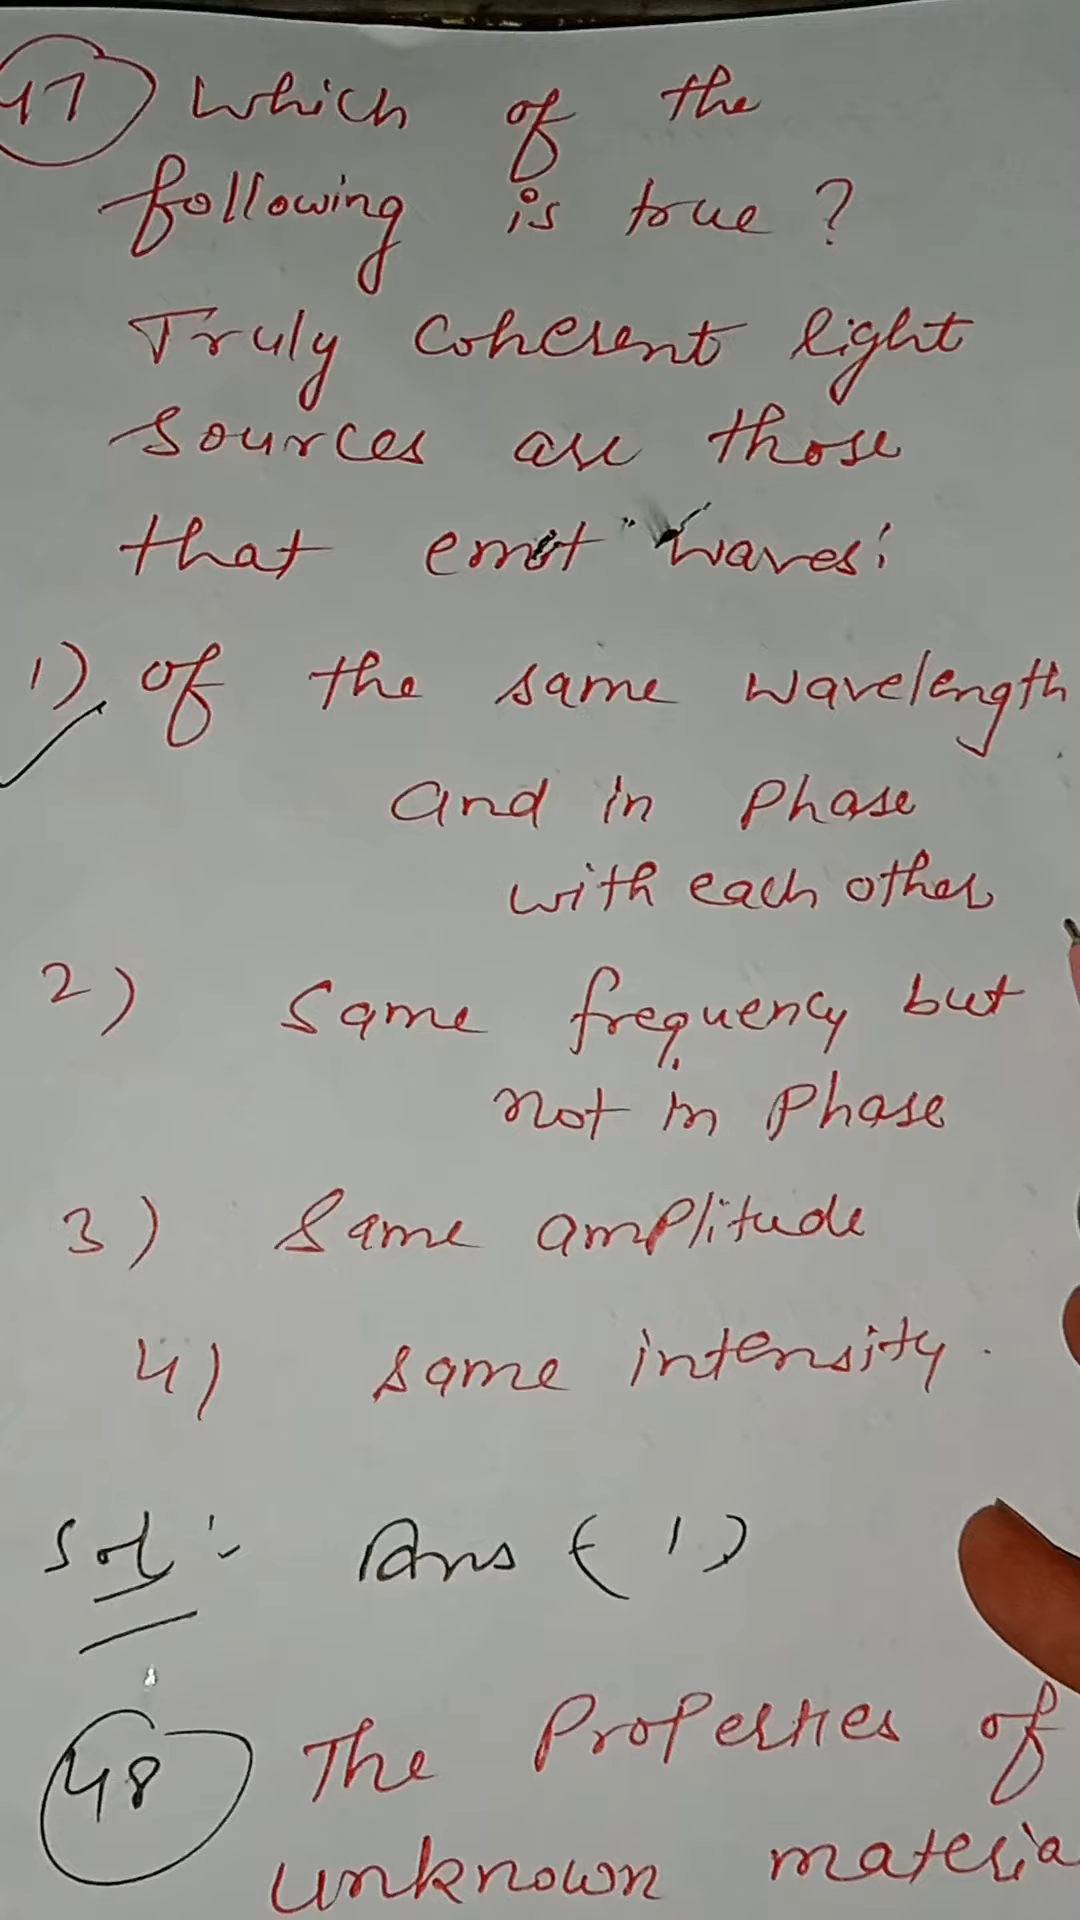 47) Which of the
following is true?
Truly coherent light
sources are those
that emit waves:
1) of the same wavelength
and in phase
with each other
2) Same frequency but
not in phase
3) Same amplitude
4) same intensity.
Sol:- Ans (1)
48 The Properties of
unknown materia